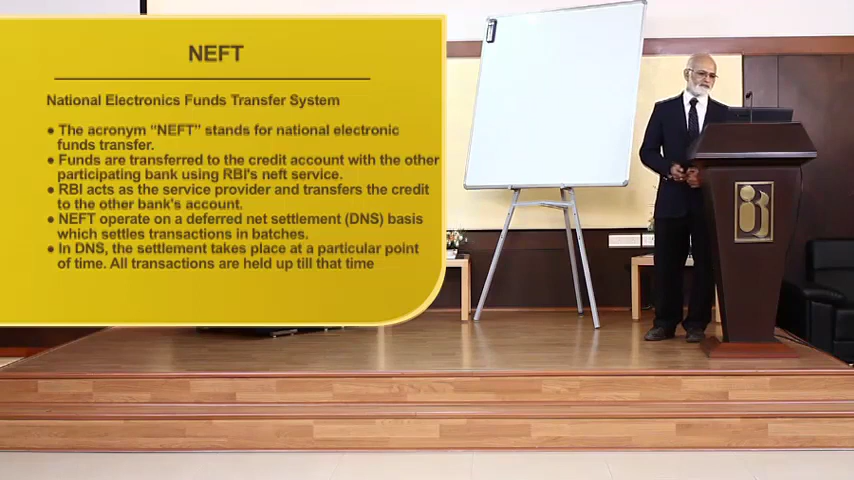 NEFT
National Electronics Funds Transfer System
● The acronym "NEFT" stands for national electronic
funds transfer.
● Funds are transferred to the credit account with the other
participating bank using RBI's neft service.
● RBI acts as the service provider and transfers the credit
to the other bank's account.
● NEFT operate on a deferred net settlement (DNS) basis
which settles transactions in batches.
● In DNS, the settlement takes place at a particular point
of time. All transactions are held up till that time